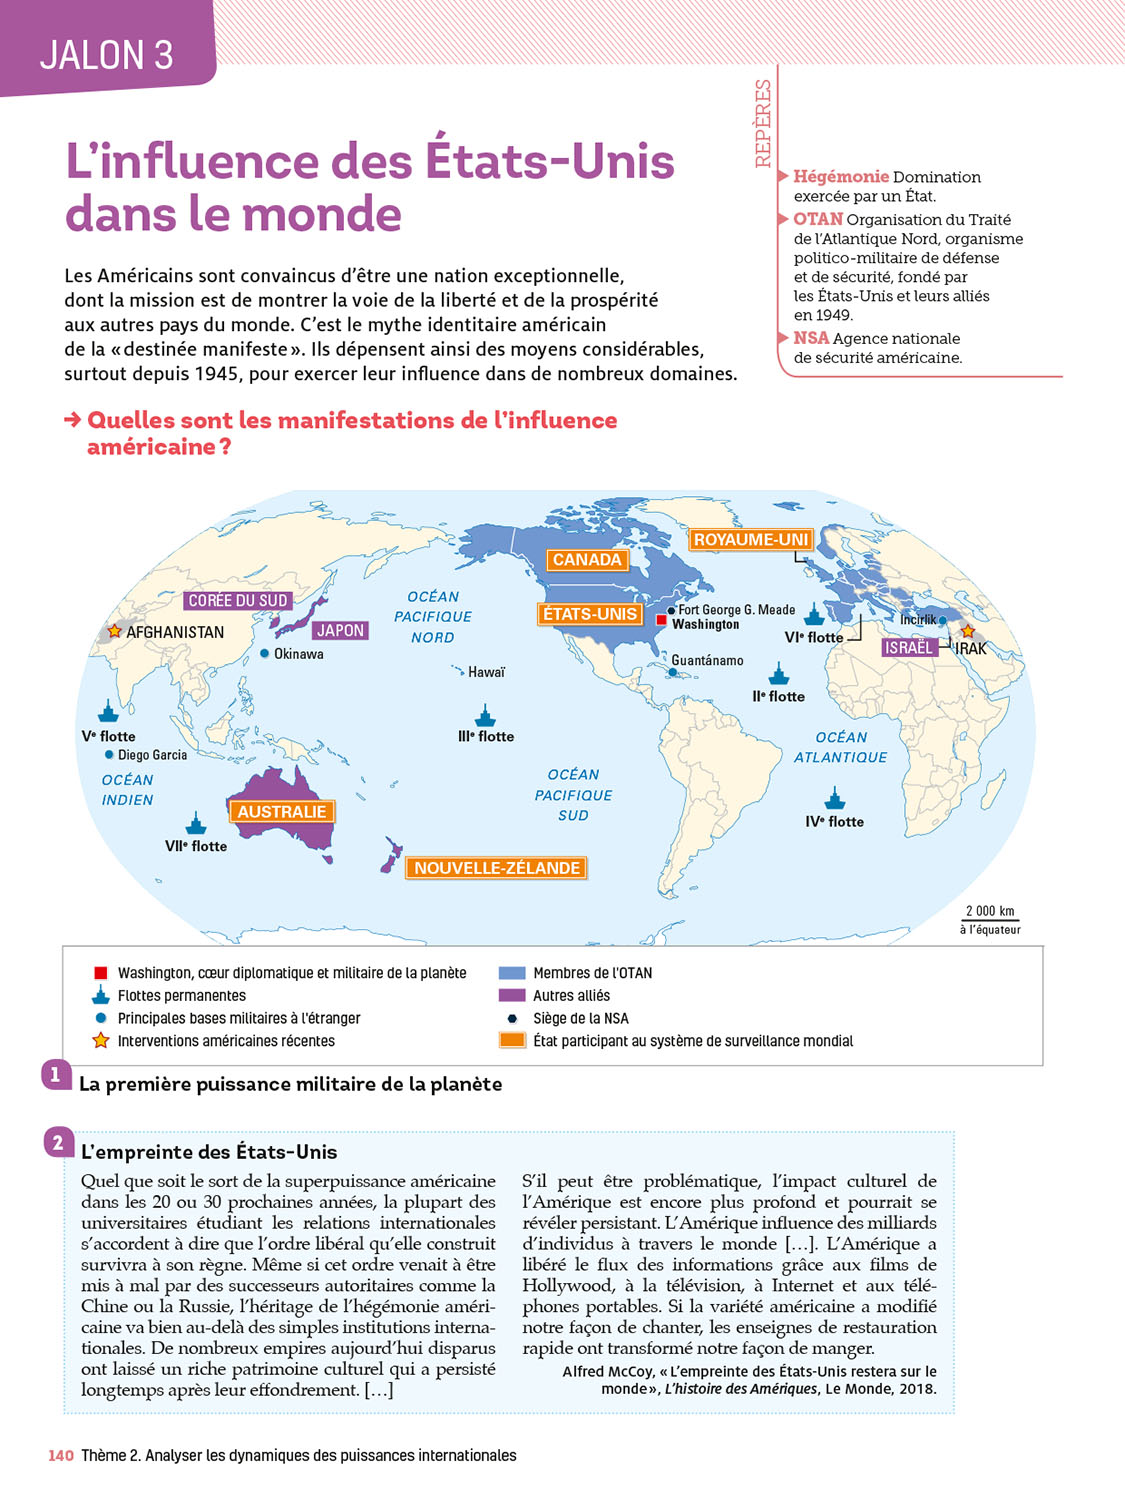 JALON 3
L'influence des États-Unis
dans le monde
Les Américains sont convaincus d'être une nation exceptionnelle,
dont la mission est de montrer la voie de la liberté et de la prospérité
aux autres pays du monde. C'est le mythe identitaire américain
de la « destinée manifeste ». Ils dépensent ainsi des moyens considérables,
surtout depuis 1945, pour exercer leur influence dans de nombreux domaines.
→ Quelles sont les manifestations de l'influence
américaine ?
REPÈRES
Hégémonie Domination
exercée par un État.
OTAN Organisation du Traité
de l'Atlantique Nord, organisme
politico-militaire de défense
et de sécurité, fondé par
les États-Unis et leurs alliés
en 1949.
NSA Agence nationale
de sécurité américaine.
ROYAUME-UNI
CANADA
CORÉE DU SUD
OCÉAN
PACIFIQUE
NORD
ÉTATS-UNIS
Fort George G. Meade
Washington
Incirlik
AFGHANISTAN
JAPON
VIe flotte
ISRAËL
IRAK
Okinawa
Hawaï
Guantánamo
IIe flotte
Ve flotte
IIIe flotte
OCÉAN
ATLANTIQUE
Diego Garcia
OCÉAN
INDIEN
OCÉAN
PACIFIQUE
SUD
AUSTRALIE
IVe flotte
VIIe flotte
NOUVELLE-ZÉLANDE
2 000 km
à l'équateur
Washington, cœur diplomatique et militaire de la planète
Flottes permanentes
Principales bases militaires à l'étranger
Interventions américaines récentes
Membres de l'OTAN
Autres alliés
Siège de la NSA
État participant au système de surveillance mondial
1 La première puissance militaire de la planète
2 L'empreinte des États-Unis
Quel que soit le sort de la superpuissance américaine
dans les 20 ou 30 prochaines années, la plupart des
universitaires étudiant les relations internationales
s'accordent à dire que l'ordre libéral qu'elle construit
survivra à son règne. Même si cet ordre venait à être
mis à mal par des successeurs autoritaires comme la
Chine ou la Russie, l'héritage de l'hégémonie améri-
caine va bien au-delà des simples institutions interna-
tionales. De nombreux empires aujourd'hui disparus
ont laissé un riche patrimoine culturel qui a persisté
longtemps après leur effondrement. […]
S'il peut être problématique, l'impact culturel de
l'Amérique est encore plus profond et pourrait se
révéler persistant. L'Amérique influence des milliards
d'individus à travers le monde […]. L'Amérique a
libéré le flux des informations grâce aux films de
Hollywood, à la télévision, à Internet et aux télé-
phones portables. Si la variété américaine a modifié
notre façon de chanter, les enseignes de restauration
rapide ont transformé notre façon de manger.
Alfred McCoy, « L'empreinte des États-Unis restera sur le
monde », L'histoire des Amériques, Le Monde, 2018.
140 Thème 2. Analyser les dynamiques des puissances internationales